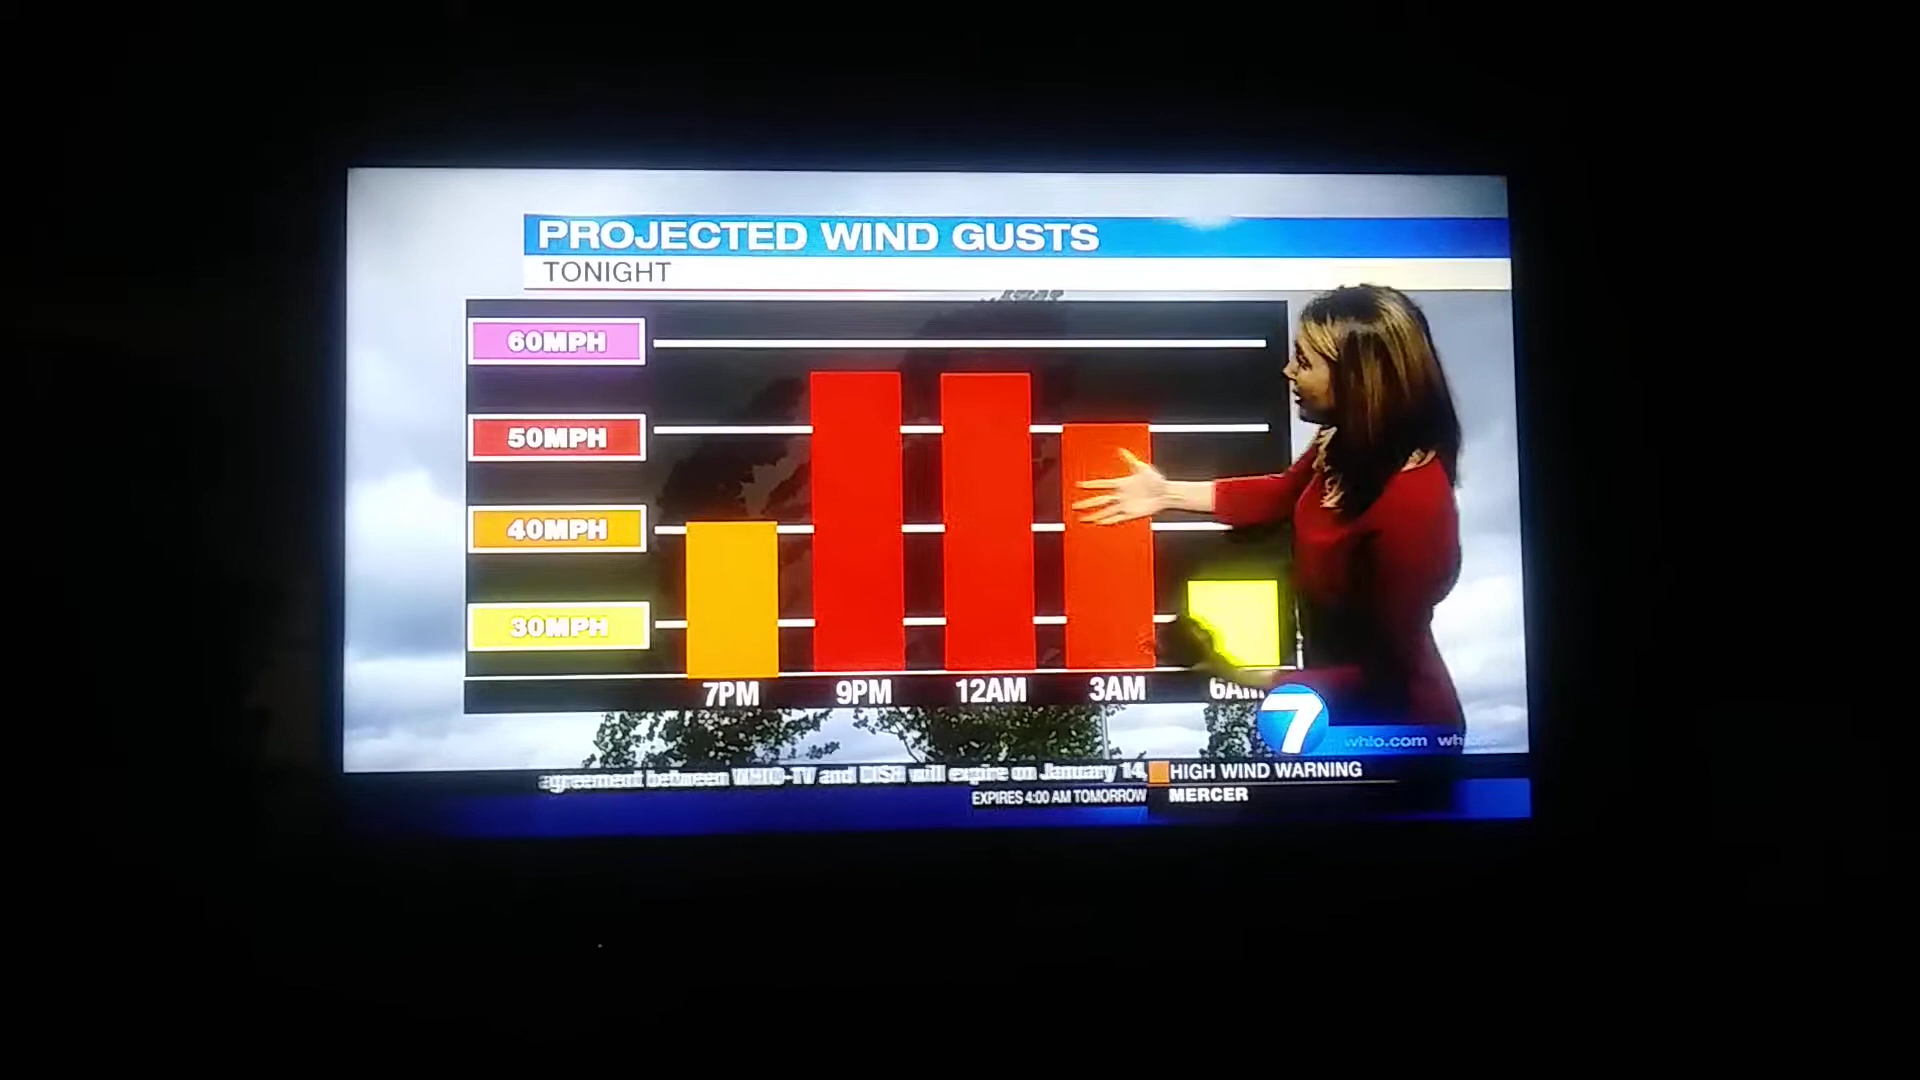 PROJECTED WIND GUSTS
TONIGHT
60MPH
50MPH
40MPH
30MPH
7PM 9PM 12AM 3AM
7
whio.com
agreement between WHIO-TV and DISH will expire on January 14,
HIGH WIND WARNING
EXPIRES 4:00 AM TOMORROW
MERCER